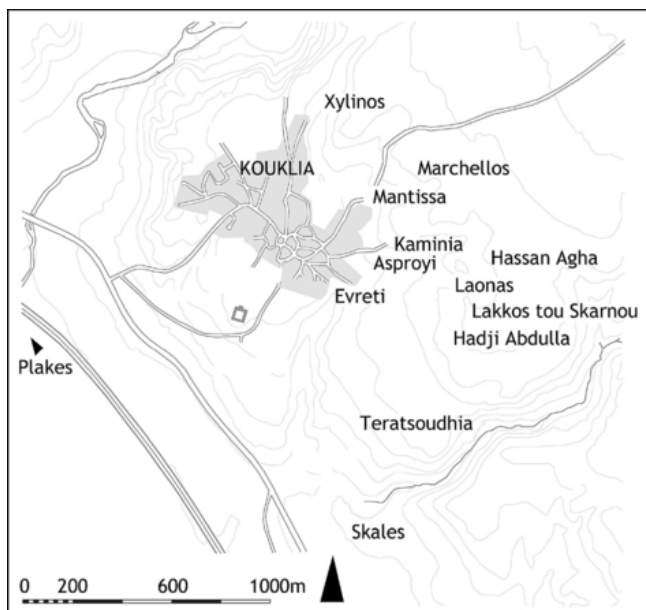 Xylinos
KOUKLIA
Marchellos
Mantissa
Kaminia
Asproyi
Hassan Agha
Laonas
Evreti
Lakkos tou Skarnou
Hadji Abdulla
Plakes
Teratsoudhia
Skales
0 200 600 1000m